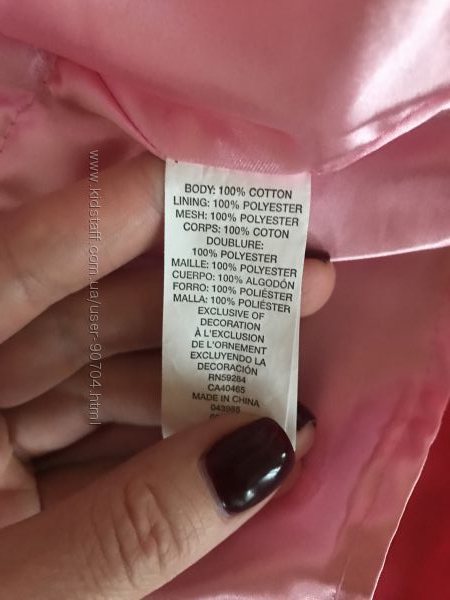 BODY: 100% COTTON
LINING: 100% POLYESTER
MESH: 100% POLYESTER
CORPS: 100% COTON
DOUBLURE:
100% POLYESTER
MAILLE: 100% POLYESTER
CUERPO: 100% ALGODÓN
FORRO: 100% POLIÉSTER
MALLA: 100% POLIÉSTER
EXCLUSIVE OF
DECORATION
À L'EXCLUSION
DE L'ORNEMENT
EXCLUYENDO LA
DECORACIÓN
RN59284
CA40465
MADE IN CHINA
043985
www.kidstaff.com.ua/user-90704.html